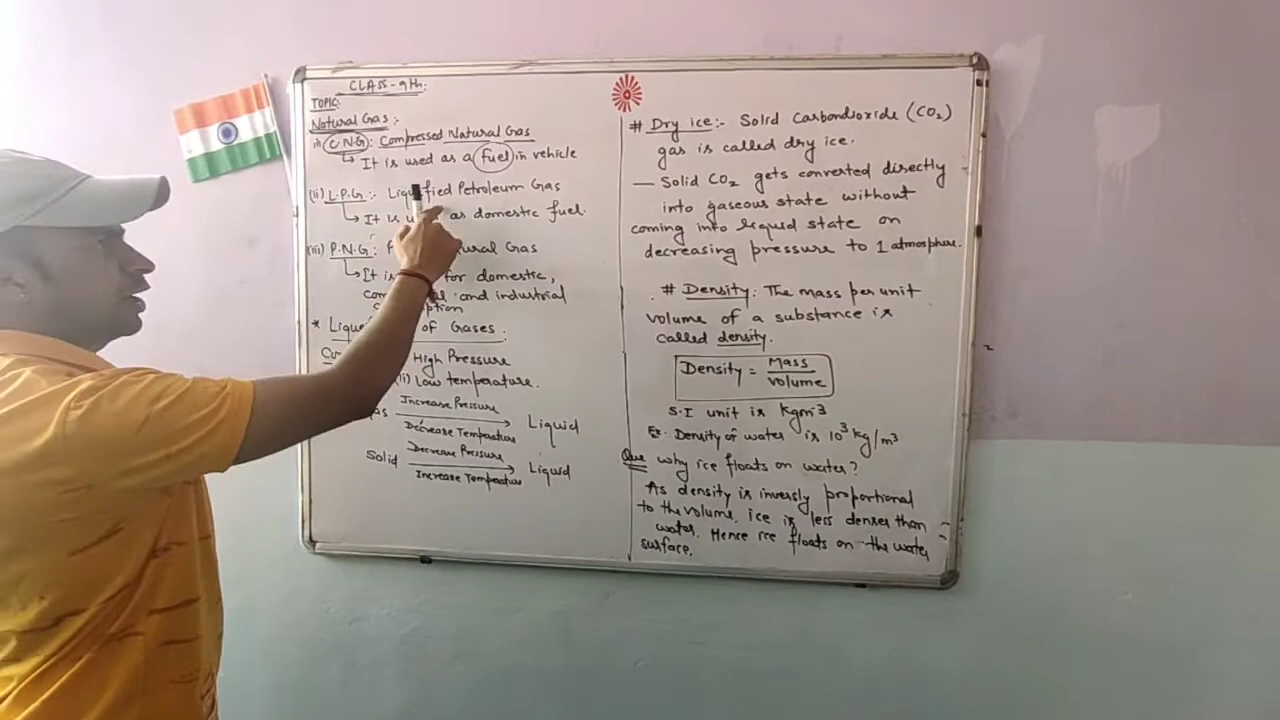 CLASS-9th:
TOPIC:
Natural Gas:-
(i) C.N.G: Compressed Natural Gas
It is used as a fuel in vehicle
(ii) L.P.G:- Liquified Petroleum Gas
It is as domestic fuel.
(iii) P.N.G: Gas
It is for domestic,
and industrial
* of Gases.
High Pressure
(ii) Low temperature.
Increase Pressure
Liquid
Decrease Temperature
Decrease Pressure
Solid Liquid
Increase Temperature
# Dry ice:- Solid Carbondioxide (CO2)
gas is called dry ice.
— Solid CO2 gets converted directly
into gaseous state without
coming into liquid state on
decreasing pressure to 1 atmosphere.
# Density: The mass per unit
volume of a substance is
called density.
Density = Mass / Volume
S.I unit is kgm-3
Ex- Density of water is 10³ kg/m³
Que why ice floats on water?
As density is inversly proportional
to the volume. ice is less denser than
water. Hence ice floats on the water
surface.